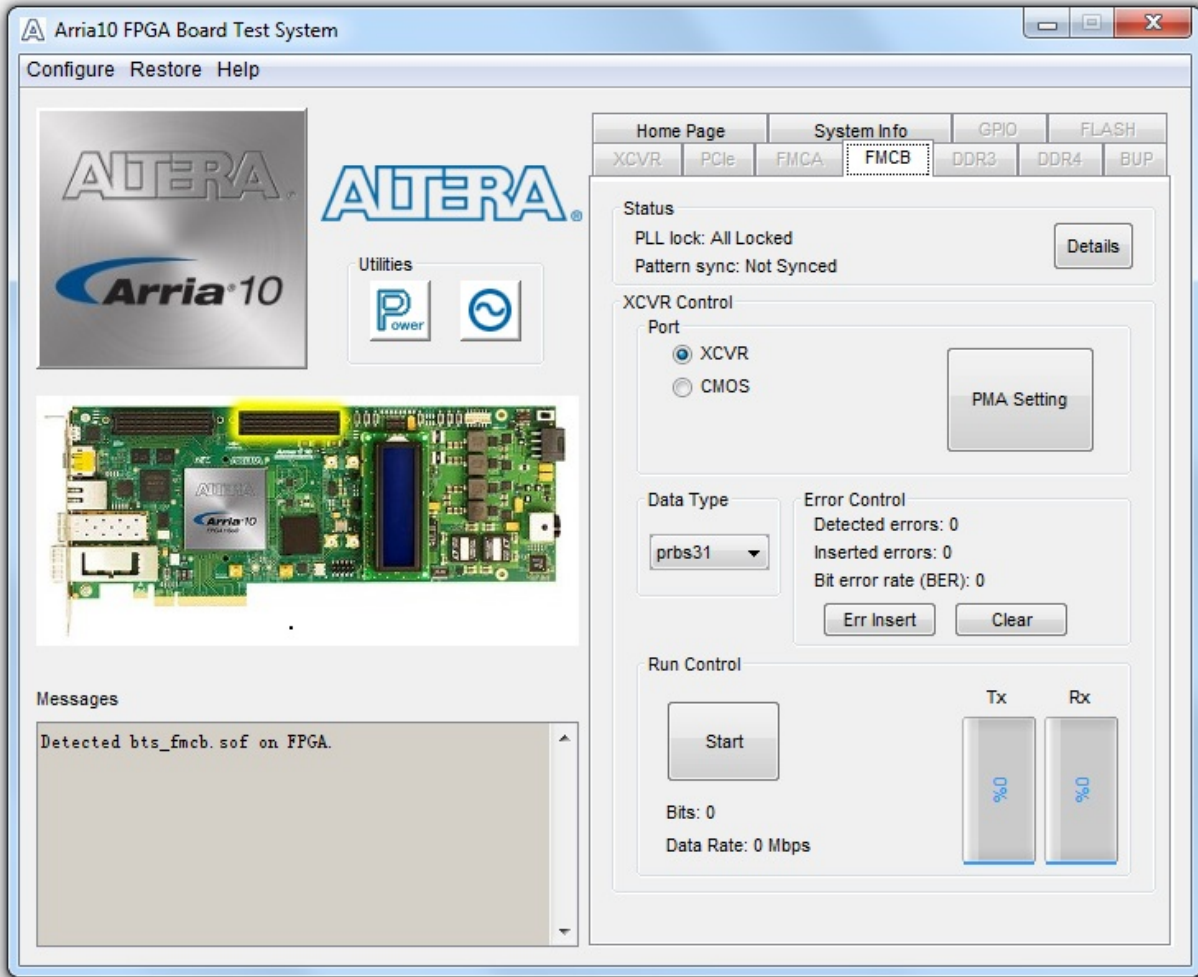 Arria10 FPGA Board Test System
Configure Restore Help
ALTERA.
Arria 10
ALTERA®
Utilities
Power
ALTERA
Arria 10
Messages
Detected bts_fmcb.sof on FPGA.
Home Page System Info GPIO FLASH
XCVR PCIe FMCA FMCB DDR3 DDR4 BUP
Status
PLL lock: All Locked
Pattern sync: Not Synced
Details
XCVR Control
Port
XCVR
CMOS
PMA Setting
Data Type
prbs31
Error Control
Detected errors: 0
Inserted errors: 0
Bit error rate (BER): 0
Err Insert Clear
Run Control
Start
Tx Rx
0% 0%
Bits: 0
Data Rate: 0 Mbps